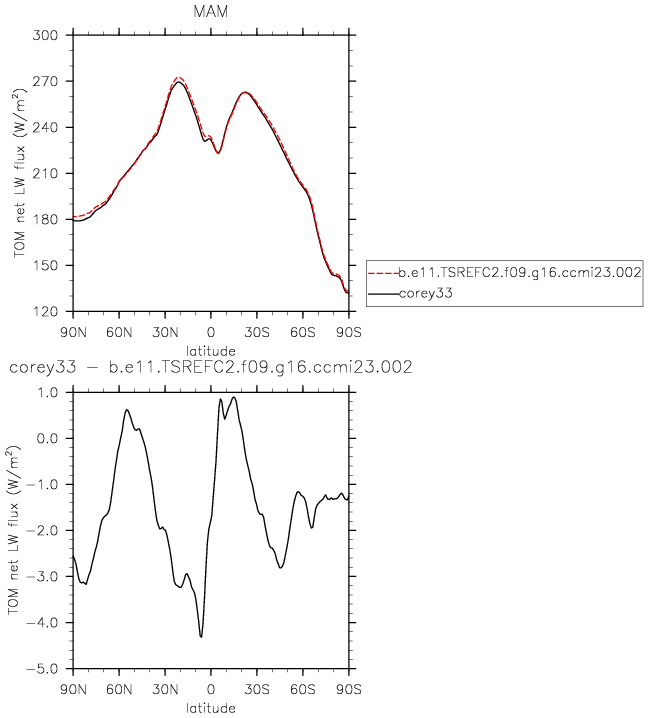 MAM
300
270
240
210
180
150
120
TOM net LW flux (W/m²)
90N 60N 30N 0 30S 60S 90S
latitude
b.e11.TSREFC2.f09.g16.ccmi23.002
corey33
corey33 – b.e11.TSREFC2.f09.g16.ccmi23.002
1.0
0.0
−1.0
−2.0
−3.0
−4.0
−5.0
TOM net LW flux (W/m²)
90N 60N 30N 0 30S 60S 90S
latitude